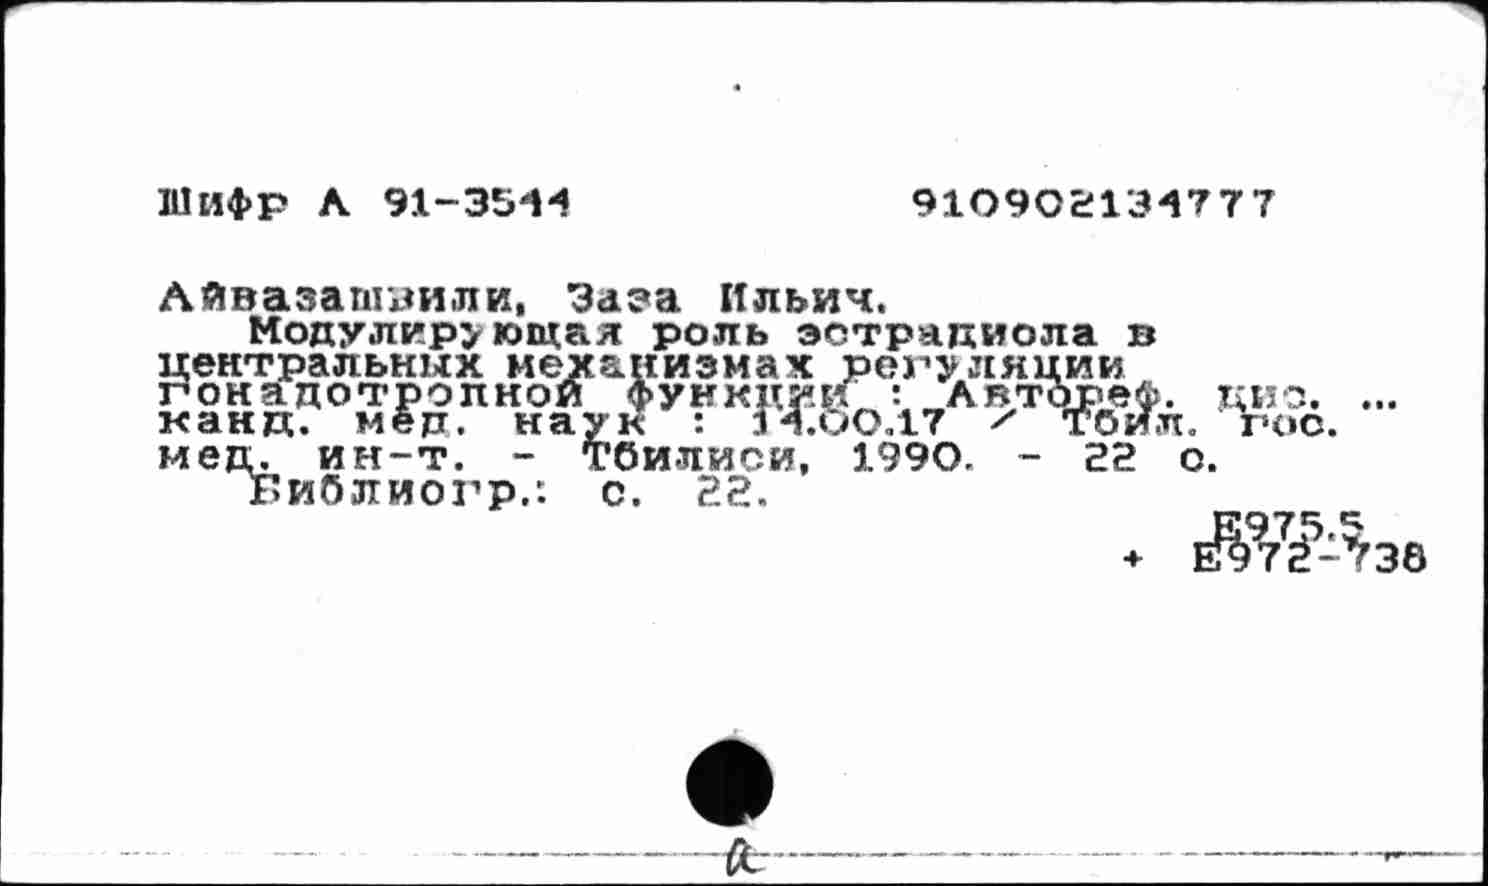 Шифр А 91-3544 910902134777
Айвазашвили, Заза Ильич.
Модулирующая роль эстрадиола в
центральных механизмах регуляции
гонадотропной функции : Автореф. дис. ...
канд. мед. наук : 14.00.17 / Тбил. гос.
мед. ин-т. - Тбилиси, 1990. - 22 с.
Библиогр.: с. 22.
Е975.5
+ Е972-738
а